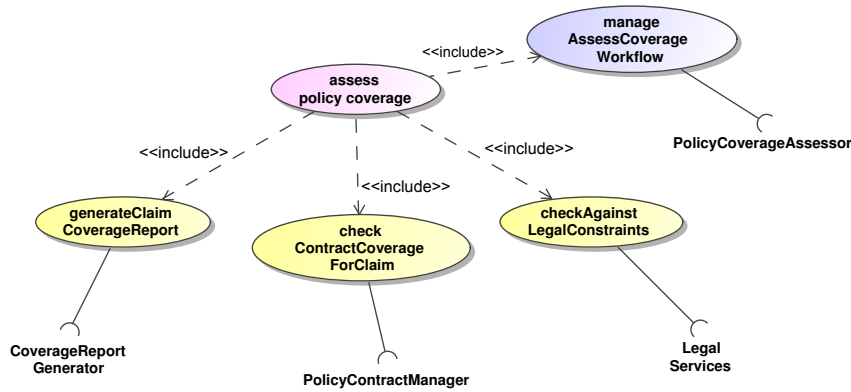 manage
AssessCoverage
Workflow
<<include>>
assess
policy coverage
PolicyCoverageAssessor
<<include>>
<<include>>
<<include>>
generateClaim
CoverageReport
check
ContractCoverage
ForClaim
checkAgainst
LegalConstraints
CoverageReport
Generator
PolicyContractManager
Legal
Services